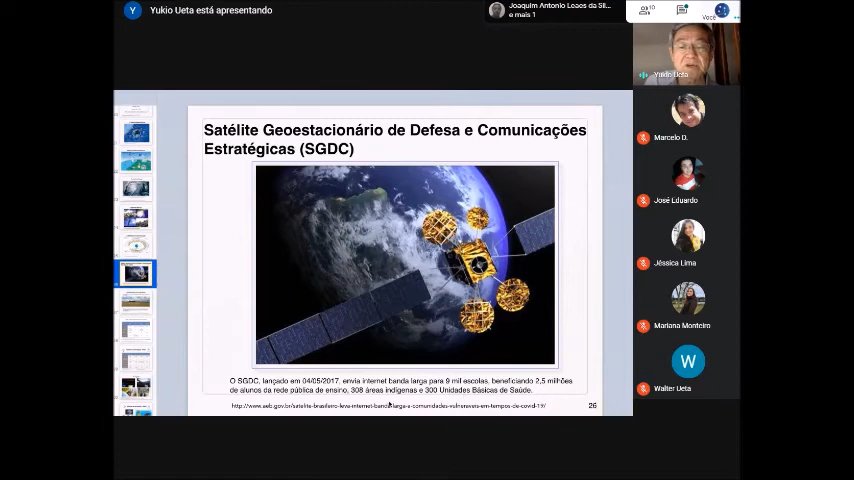 Yukio Ueta está apresentando
Joaquim Antonio Leaes da Sil...
e mais 1
10
Você
Y
Yukio Ueta
Satélite Geoestacionário de Defesa e Comunicações
Estratégicas (SGDC)
O SGDC, lançado em 04/05/2017, envia internet banda larga para 9 mil escolas, beneficiando 2,5 milhões
de alunos da rede pública de ensino, 308 áreas indígenas e 300 Unidades Básicas de Saúde.
http://www.aeb.gov.br/satelite-brasileiro-leva-internet-banda-larga-a-comunidades-vulneraveis-em-tempos-de-covid-19/
26
Marcelo D.
José Eduardo
Jéssica Lima
Mariana Monteiro
W
Walter Ueta